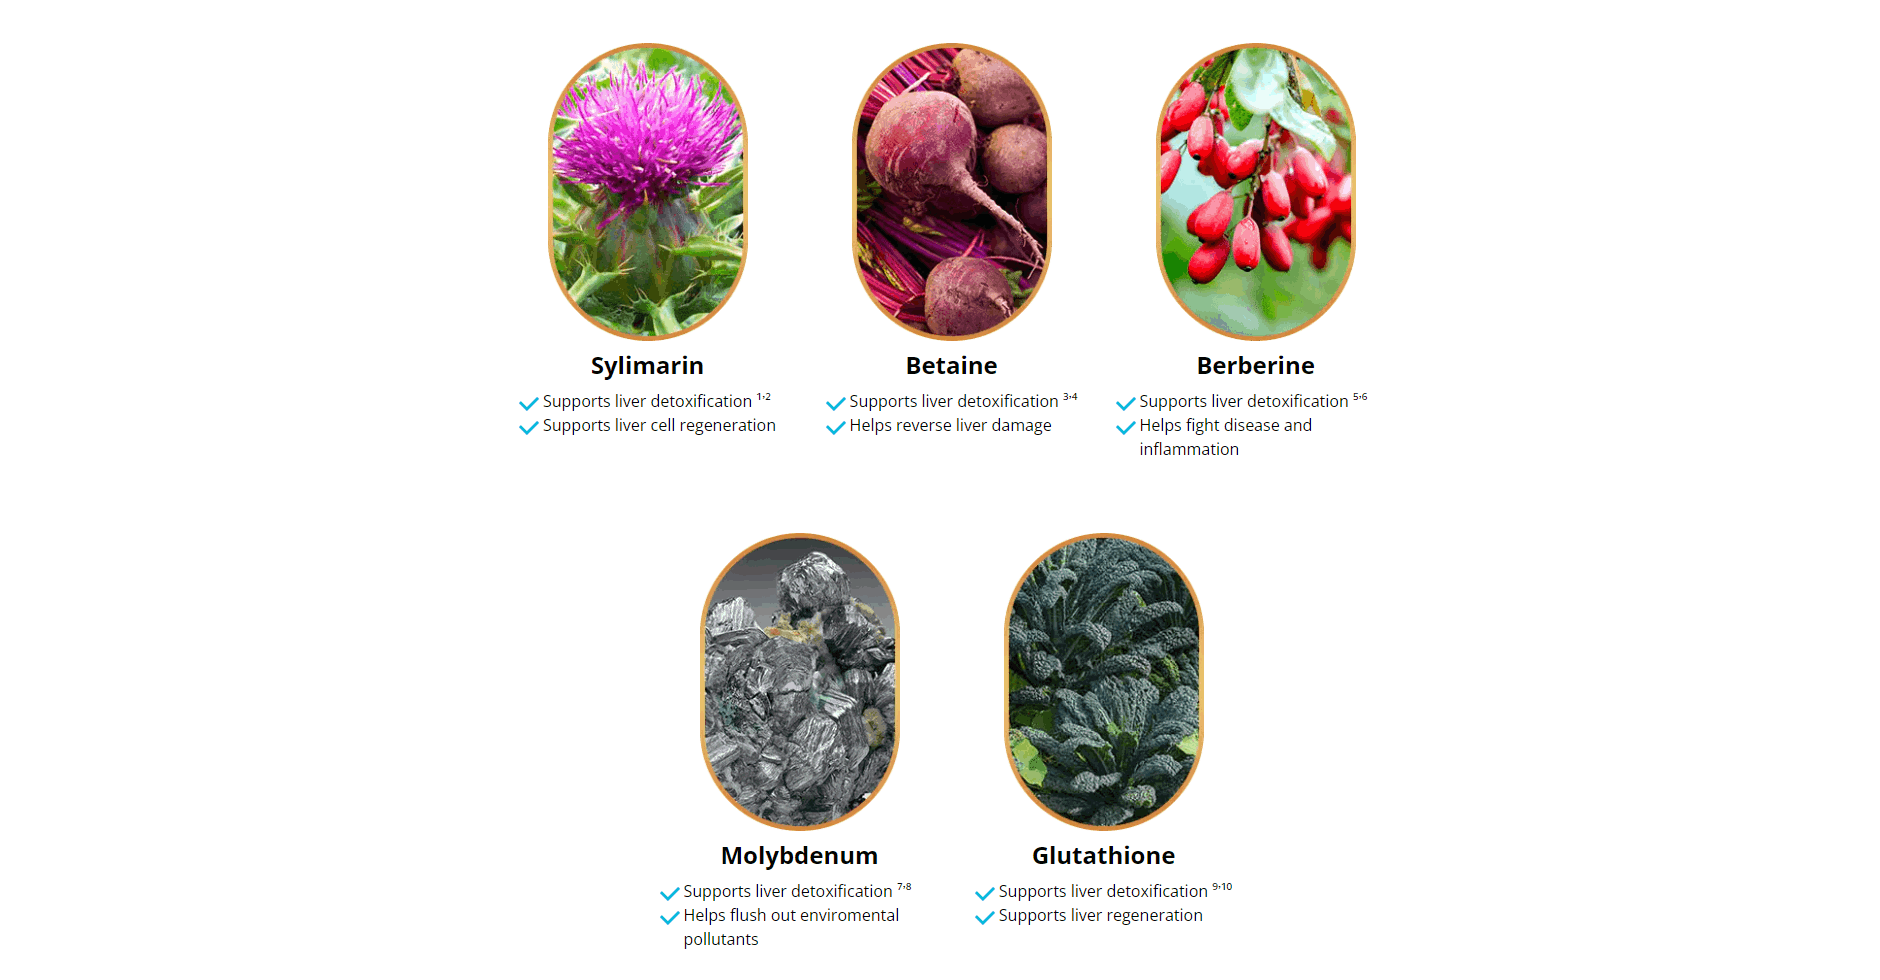 Sylimarin
Supports liver detoxification ¹,²
Supports liver cell regeneration
Betaine
Supports liver detoxification ³,⁴
Helps reverse liver damage
Berberine
Supports liver detoxification ⁵,⁶
Helps fight disease and
inflammation
Molybdenum
Supports liver detoxification ⁷,⁸
Helps flush out enviromental
pollutants
Glutathione
Supports liver detoxification ⁹,¹⁰
Supports liver regeneration